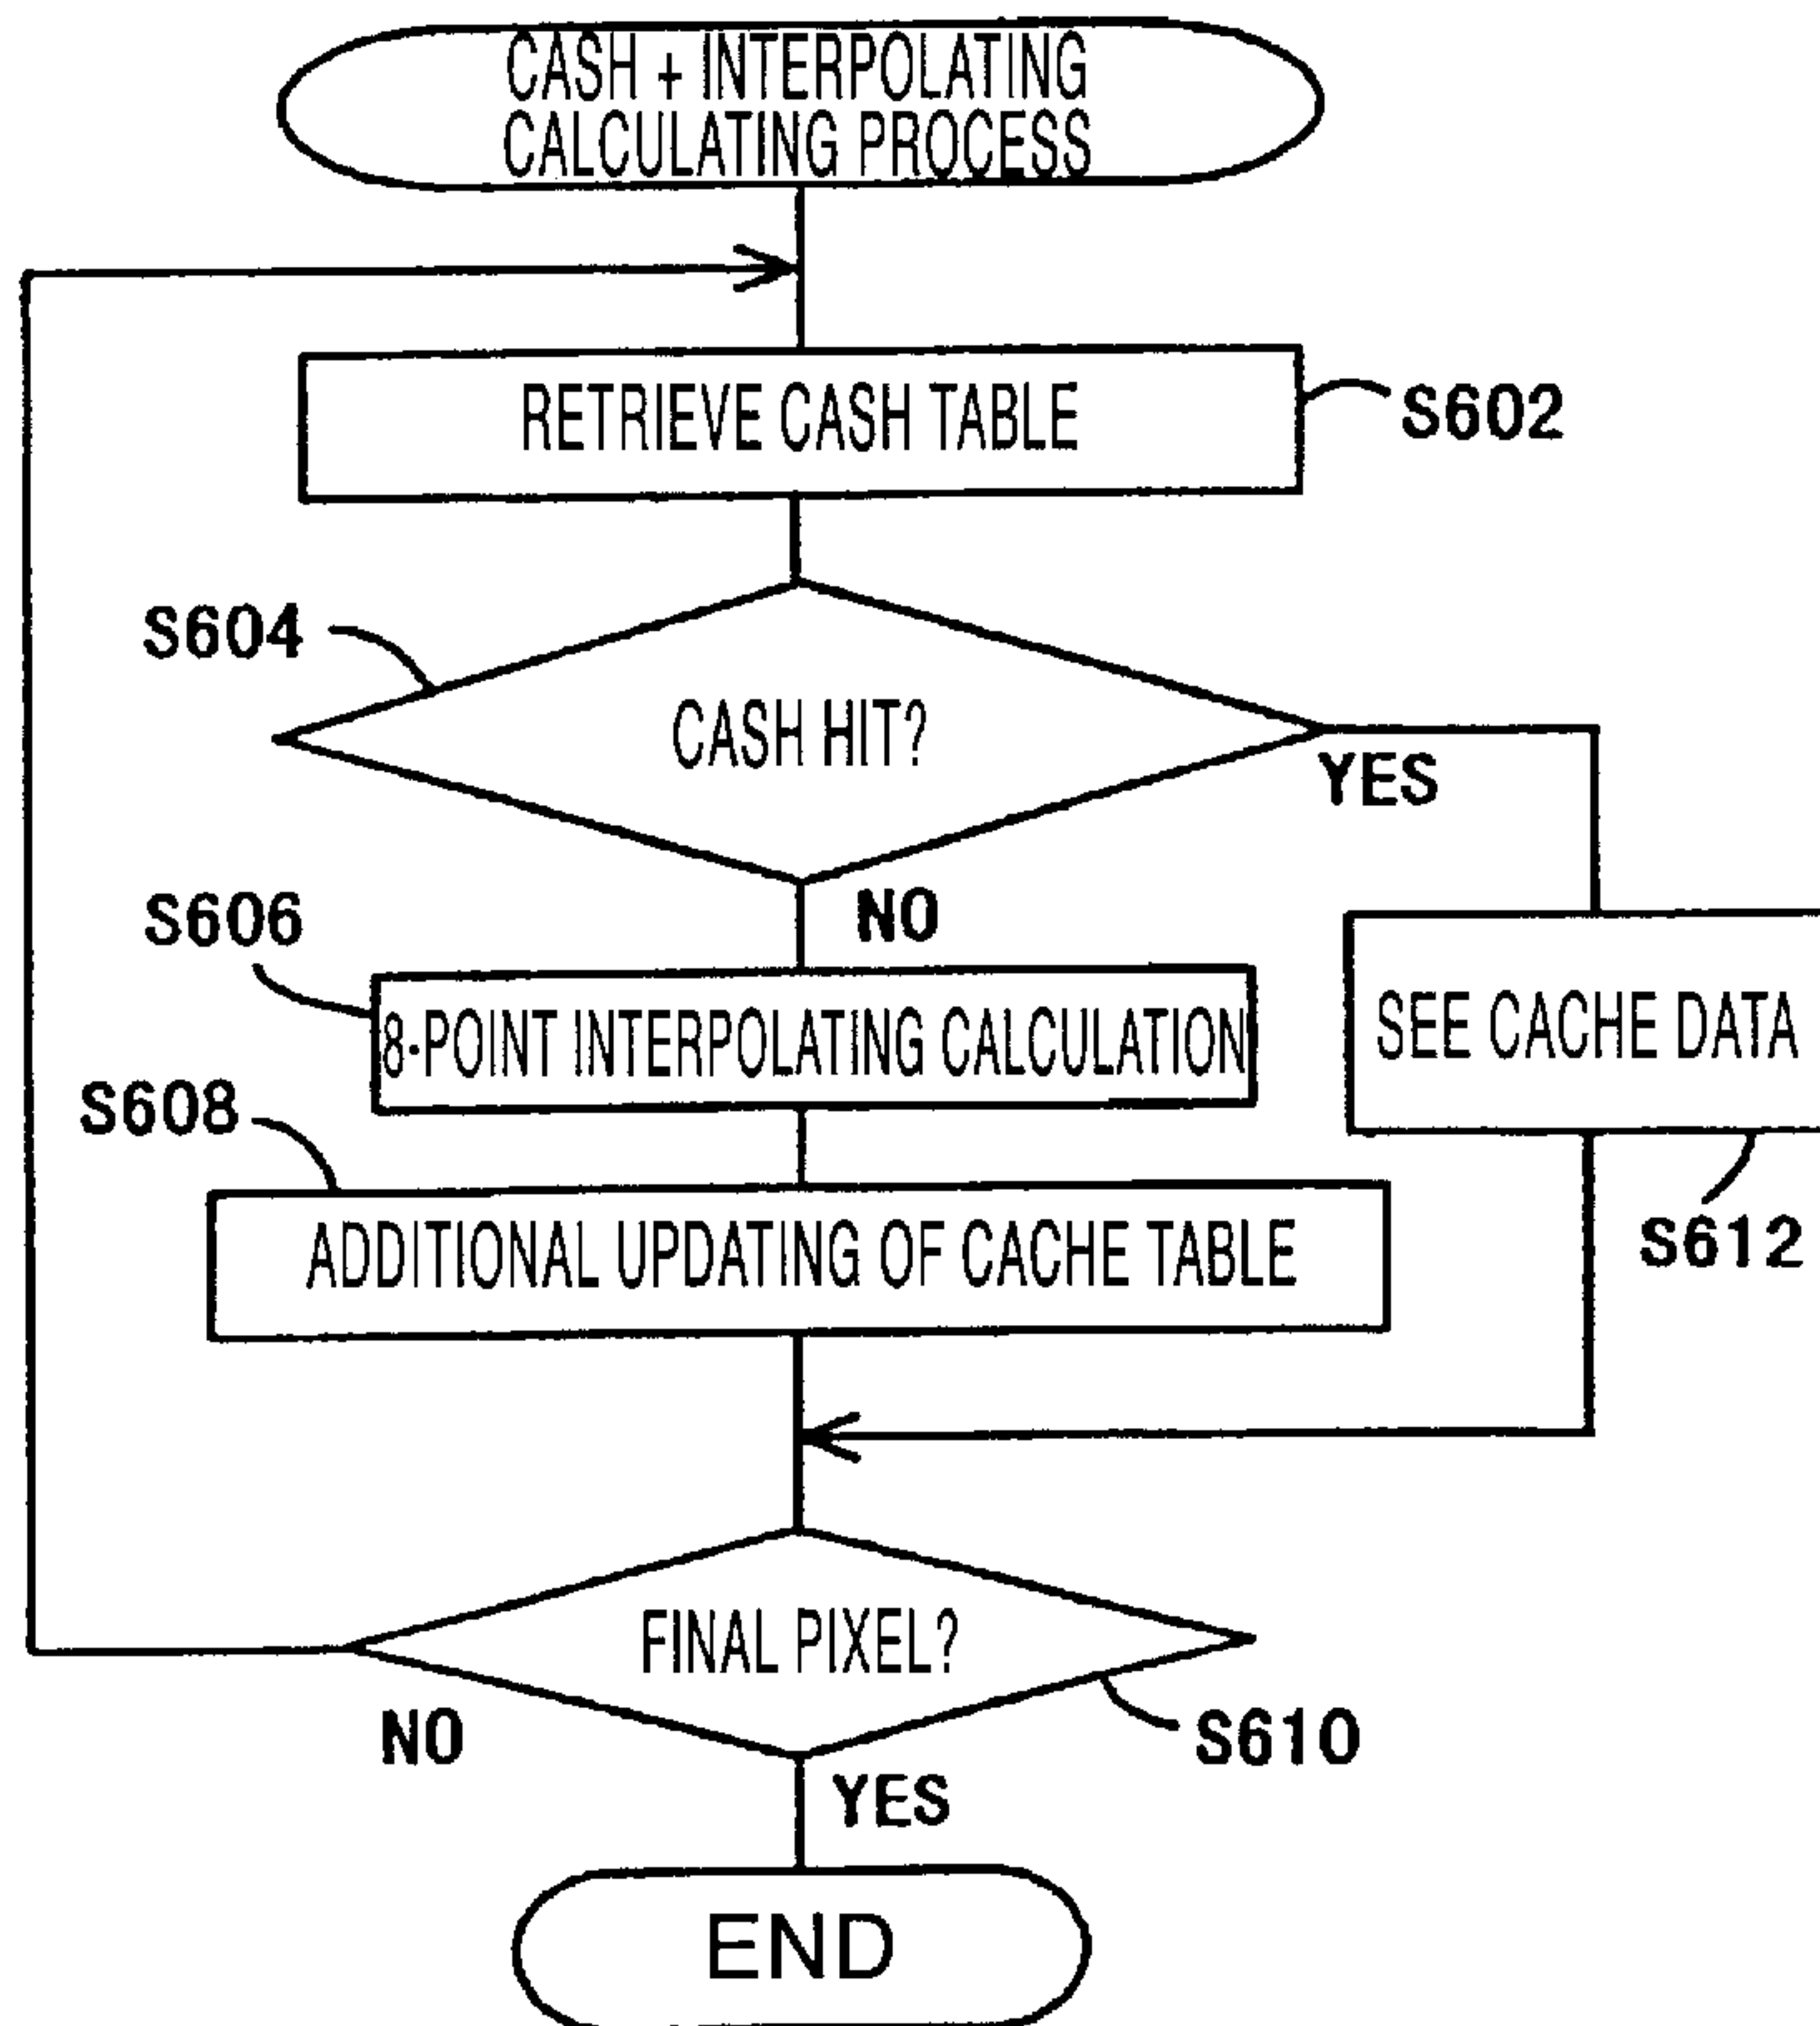 CASH + INTERPOLATING
CALCULATING PROCESS
RETRIEVE CASH TABLE
S602
S604
CASH HIT?
YES
NO
S606
8-POINT INTERPOLATING CALCULATION
SEE CACHE DATA
S608
ADDITIONAL UPDATING OF CACHE TABLE
S612
FINAL PIXEL?
NO
S610
YES
END